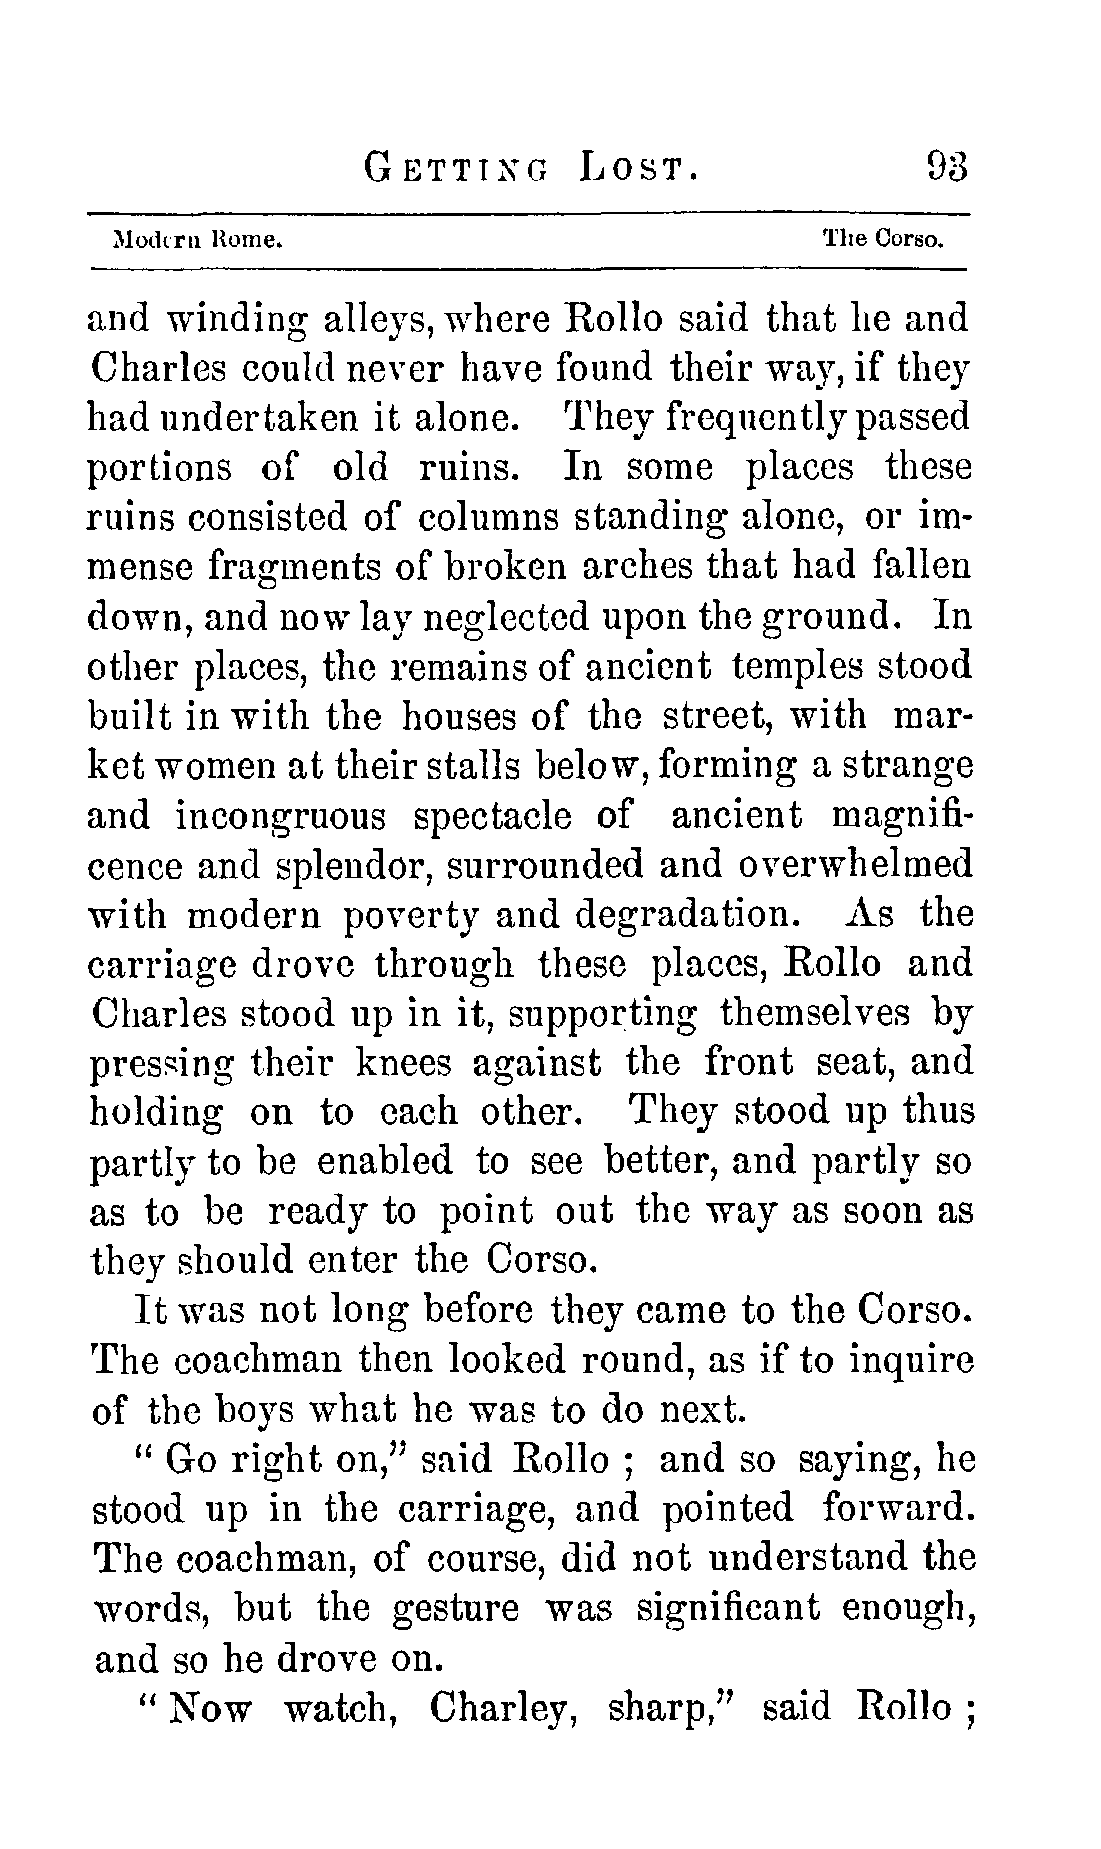 GETTING LOST. 93
Modern Rome. The Corso.
and winding alleys, where Rollo said that he and
Charles could never have found their way, if they
had undertaken it alone. They frequently passed
portions of old ruins. In some places these
ruins consisted of columns standing alone, or im-
mense fragments of broken arches that had fallen
down, and now lay neglected upon the ground. In
other places, the remains of ancient temples stood
built in with the houses of the street, with mar-
ket women at their stalls below, forming a strange
and incongruous spectacle of ancient magnifi-
cence and splendor, surrounded and overwhelmed
with modern poverty and degradation. As the
carriage drove through these places, Rollo and
Charles stood up in it, supporting themselves by
pressing their knees against the front seat, and
holding on to each other. They stood up thus
partly to be enabled to see better, and partly so
as to be ready to point out the way as soon as
they should enter the Corso.
It was not long before they came to the Corso.
The coachman then looked round, as if to inquire
of the boys what he was to do next.
“ Go right on,” said Rollo ; and so saying, he
stood up in the carriage, and pointed forward.
The coachman, of course, did not understand the
words, but the gesture was significant enough,
and so he drove on.
“ Now watch, Charley, sharp,” said Rollo ;